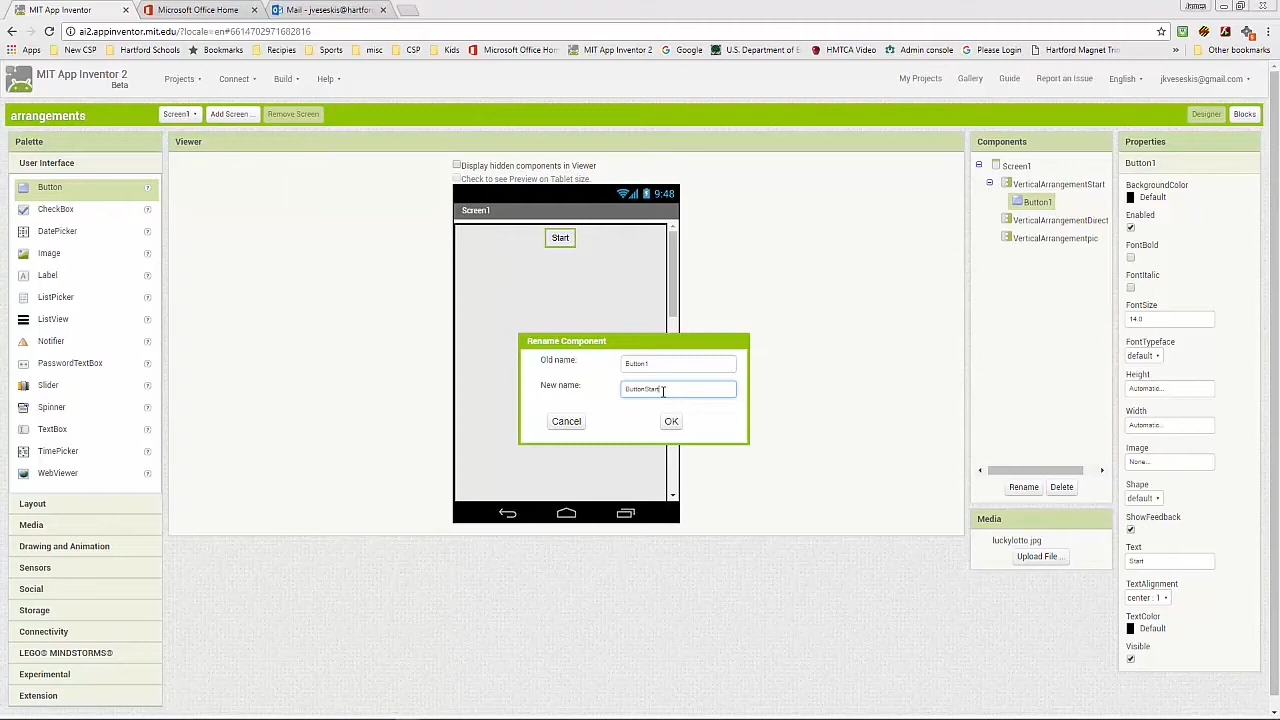 MIT App Inventor 2
Microsoft Office Home
Mail - jveseskis@hartfor
James
ai2.appinventor.mit.edu/?locale=en#6614702971682816
Apps
New CSP
Hartford Schools
Bookmarks
Recipies
Sports
misc
CSP
Kids
Microsoft Office Hom
MIT App Inventor 2
Google
U.S. Department of E
HMTCA Video
Admin console
Please Login
Hartford Magnet Trin
»
Other bookmarks
MIT App Inventor 2
Beta
Projects
Connect
Build
Help
My Projects
Gallery
Guide
Report an Issue
English
jkveseskis@gmail.com
arrangements
Screen1
Add Screen ...
Remove Screen
Designer
Blocks
Palette
User Interface
Button
CheckBox
DatePicker
Image
Label
ListPicker
ListView
Notifier
PasswordTextBox
Slider
Spinner
TextBox
TimePicker
WebViewer
Layout
Media
Drawing and Animation
Sensors
Social
Storage
Connectivity
LEGO® MINDSTORMS®
Experimental
Extension
Viewer
Display hidden components in Viewer
Check to see Preview on Tablet size.
9:48
Screen1
Start
Rename Component
Old name:
Button1
New name:
ButtonStart
Cancel
OK
Components
Screen1
VerticalArrangementStart
Button1
VerticalArrangementDirect
VerticalArrangementpic
Rename
Delete
Media
luckylotto.jpg
Upload File ...
Properties
Button1
BackgroundColor
Default
Enabled
FontBold
FontItalic
FontSize
14.0
FontTypeface
default
Height
Automatic...
Width
Automatic...
Image
None...
Shape
default
ShowFeedback
Text
Start
TextAlignment
center : 1
TextColor
Default
Visible